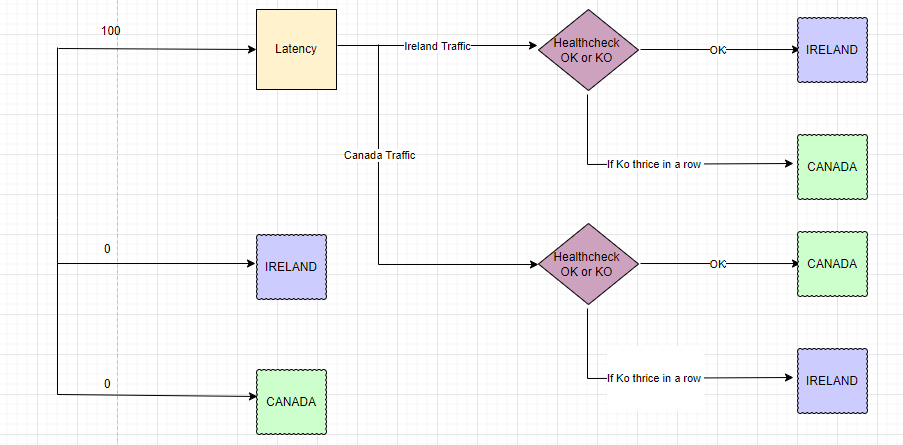 100
Latency
Ireland Traffic
Healthcheck
OK or KO
OK
IRELAND
Canada Traffic
If Ko thrice in a row
CANADA
0
IRELAND
Healthcheck
OK or KO
OK
CANADA
0
CANADA
If Ko thrice in a row
IRELAND